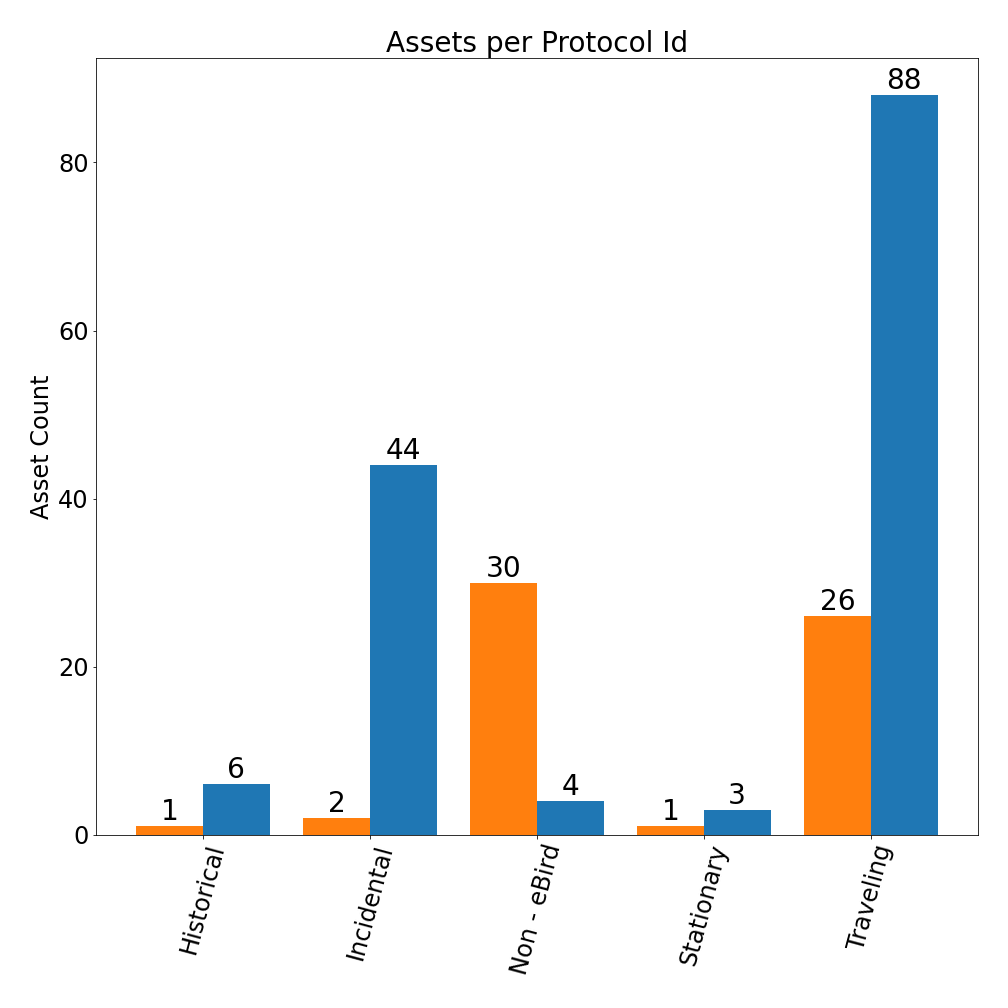 Assets per Protocol Id
Asset Count
80
60
40
20
0
1
6
2
44
30
4
1
3
26
88
Historical
Incidental
Non - eBird
Stationary
Traveling